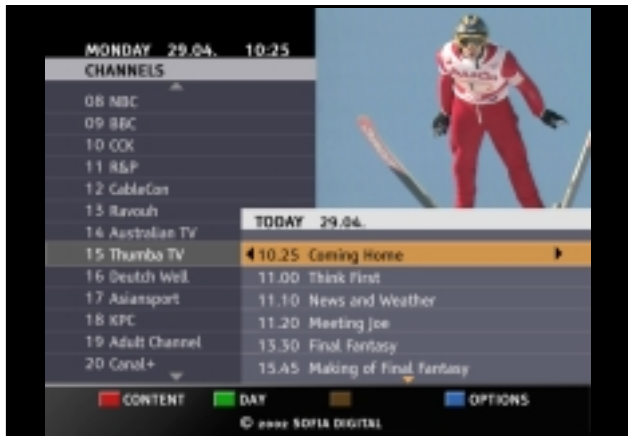 MONDAY 29.04. 10:25
CHANNELS
08 NBC
09 BBC
10 CCX
11 R&P
12 CableCon
13 Ravouh
14 Australian TV
15 Thumba TV
16 Deutch Well
17 Asiansport
18 KPC
19 Adult Channel
20 Canal+
TODAY 29.04.
10.25 Coming Home
11.00 Think First
11.10 News and Weather
11.20 Meeting Joe
13.30 Final Fantasy
15.45 Making of Final Fantasy
CONTENT DAY OPTIONS
© 2002 SOFIA DIGITAL